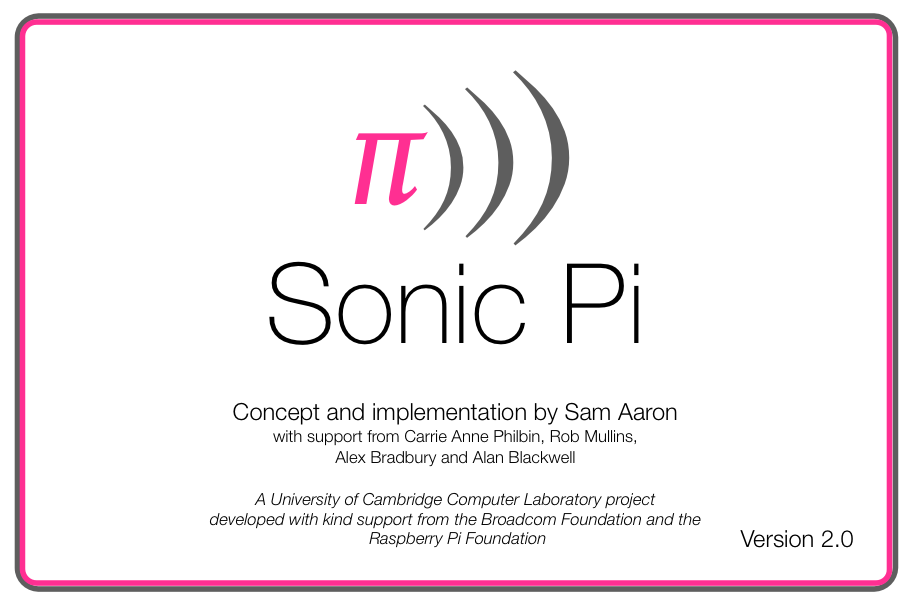 π
Sonic Pi
Concept and implementation by Sam Aaron
with support from Carrie Anne Philbin, Rob Mullins,
Alex Bradbury and Alan Blackwell
A University of Cambridge Computer Laboratory project
developed with kind support from the Broadcom Foundation and the
Raspberry Pi Foundation
Version 2.0